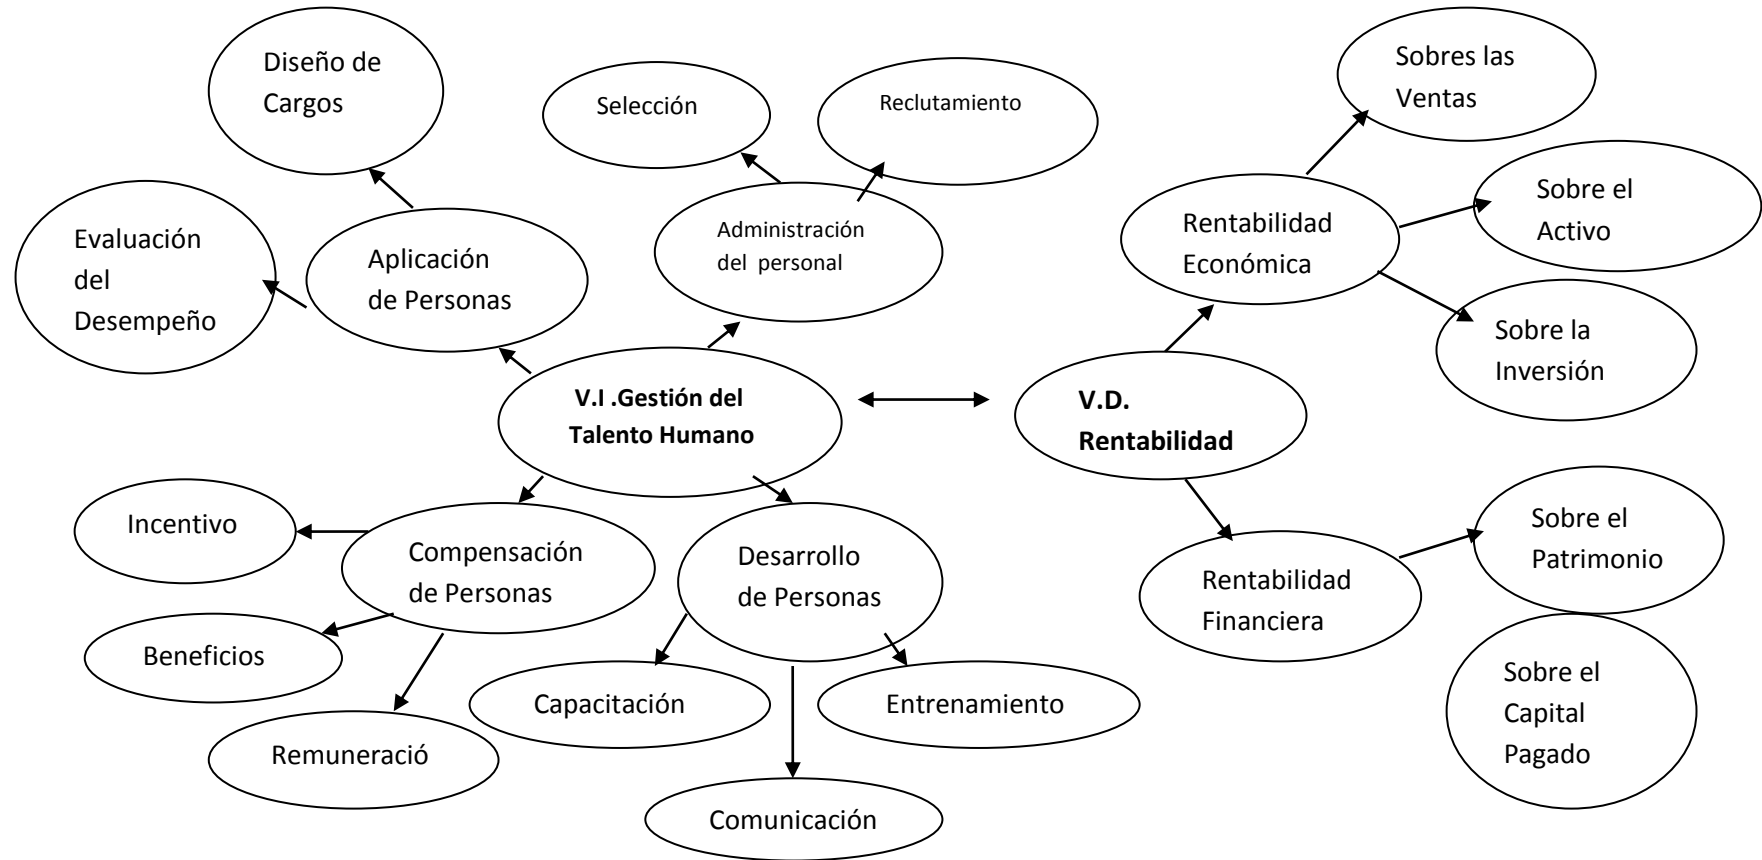 Diseño de
Cargos
Selección
Reclutamiento
Sobres las
Ventas
Evaluación
del
Desempeño
Aplicación
de Personas
Administración
del personal
Rentabilidad
Económica
Sobre el
Activo
Sobre la
Inversión
V.I .Gestión del
Talento Humano
V.D.
Rentabilidad
Incentivo
Compensación
de Personas
Desarrollo
de Personas
Rentabilidad
Financiera
Sobre el
Patrimonio
Beneficios
Capacitación
Entrenamiento
Sobre el
Capital
Pagado
Remuneració
Comunicación